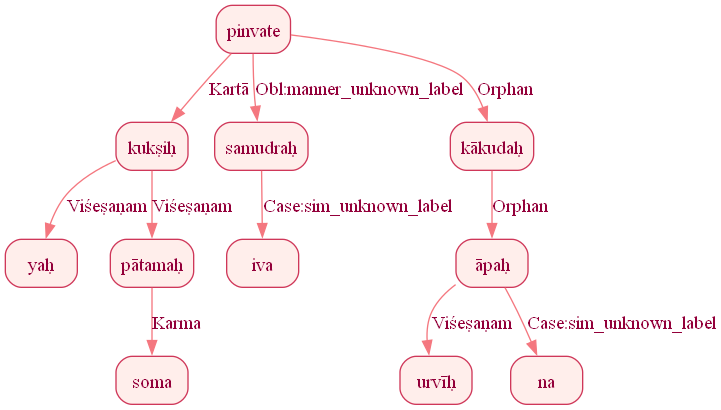 pinvate
Kartā Obl:manner_unknown_label Orphan
kukṣiḥ samudraḥ kākudaḥ
Viśeṣaṇam Viśeṣaṇam Case:sim_unknown_label Orphan
yaḥ pātamaḥ iva āpaḥ
Karma Viśeṣaṇam Case:sim_unknown_label
soma urvīḥ na